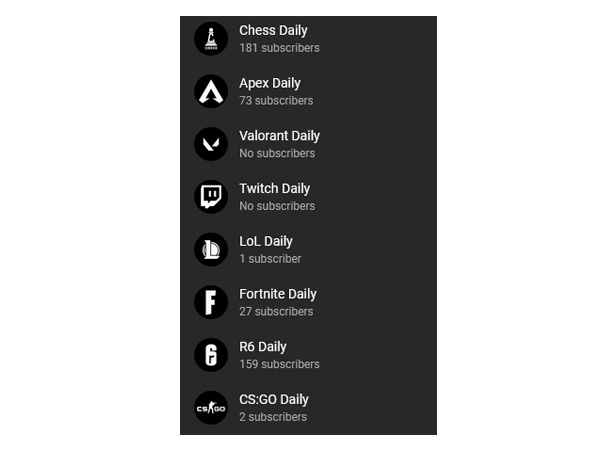 CHESS
Chess Daily
181 subscribers
Apex Daily
73 subscribers
Valorant Daily
No subscribers
Twitch Daily
No subscribers
LoL Daily
1 subscriber
Fortnite Daily
27 subscribers
R6 Daily
159 subscribers
CS GO
CS:GO Daily
2 subscribers